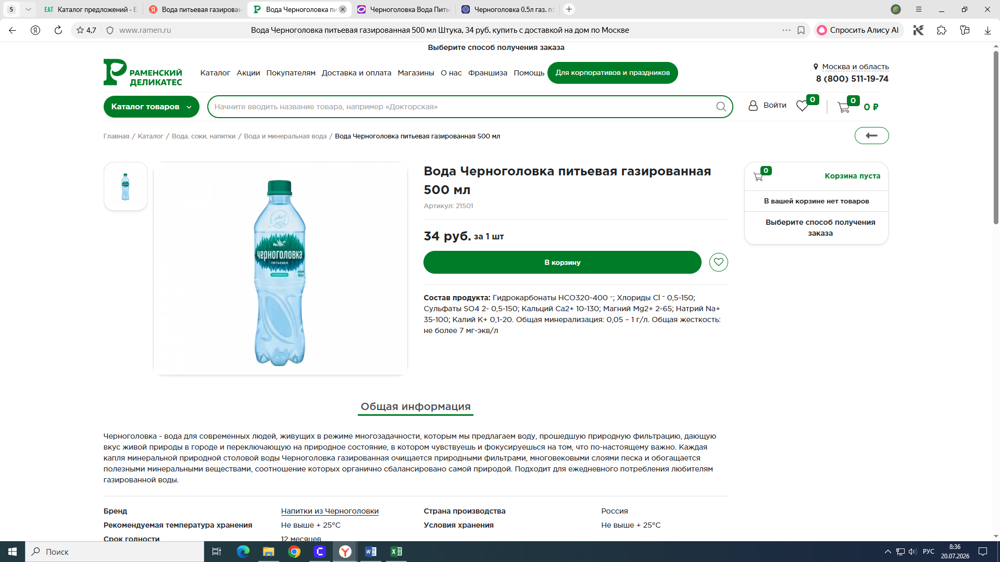 5
ЕАТ Каталог предложений - Е
Вода питьевая газирован
Вода Черноголовка пи
Черноголовка Вода Пить
Черноголовка 0.5л газ. пэ
4,7
www.ramen.ru
Вода Черноголовка питьевая газированная 500 мл Штука, 34 руб. купить с доставкой на дом по Москве
Спросить Алису AI
Выберите способ получения заказа
РАМЕНСКИЙ
ДЕЛИКАТЕС
Каталог Акции Покупателям Доставка и оплата Магазины О нас Франшиза Помощь
Для корпоративов и праздников
Москва и область
8 (800) 511-19-74
Каталог товаров
Начните вводить название товара, например «Докторская»
Войти
0
0
0 ₽
Главная / Каталог / Вода, соки, напитки / Вода и минеральная вода / Вода Черноголовка питьевая газированная 500 мл
черноголовка
питьевая
0,5 л
Вода Черноголовка питьевая газированная
500 мл
Артикул: 21501
34 руб. за 1 шт
В корзину
Состав продукта: Гидрокарбонаты HCO320-400 -; Хлориды Cl - 0,5-150;
Сульфаты SO4 2- 0,5-150; Кальций Ca2+ 10-130; Магний Mg2+ 2-65; Натрий Na+
35-100; Калий K+ 0,1-20. Общая минерализация: 0,05 – 1 г/л. Общая жесткость:
не более 7 мг-экв/л
0
Корзина пуста
В вашей корзине нет товаров
Выберите способ получения
заказа
Общая информация
Черноголовка - вода для современных людей, живущих в режиме многозадачности, которым мы предлагаем воду, прошедшую природную фильтрацию, дающую
вкус живой природы в городе и переключающую на природное состояние, в котором чувствуешь и фокусируешься на том, что по-настоящему важно. Каждая
капля минеральной природной столовой воды Черноголовка газированная очищается природными фильтрами, многовековыми слоями песка и обогащается
полезными минеральными веществами, соотношение которых органично сбалансировано самой природой. Подходит для ежедневного потребления любителям
газированной воды.
Бренд Напитки из Черноголовки Страна производства Россия
Рекомендуемая температура хранения Не выше + 25°C Условия хранения Не выше + 25°C
Срок годности 12 месяцев
Поиск
РУС
8:36
20.07.2026